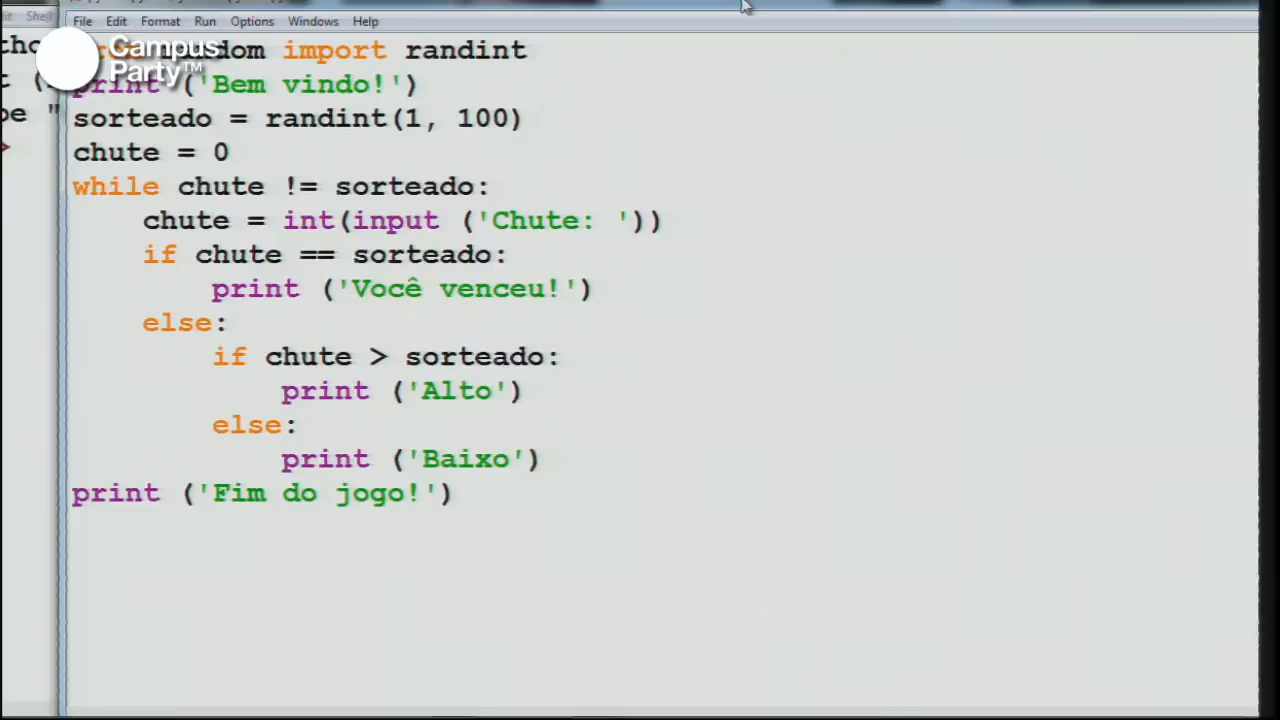 Shell
File Edit Format Run Options Windows Help
Campus
Party™
import randint
print ('Bem vindo!')
sorteado = randint(1, 100)
chute = 0
while chute != sorteado:
    chute = int(input ('Chute: '))
    if chute == sorteado:
        print ('Você venceu!')
    else:
        if chute > sorteado:
            print ('Alto')
        else:
            print ('Baixo')
print ('Fim do jogo!')